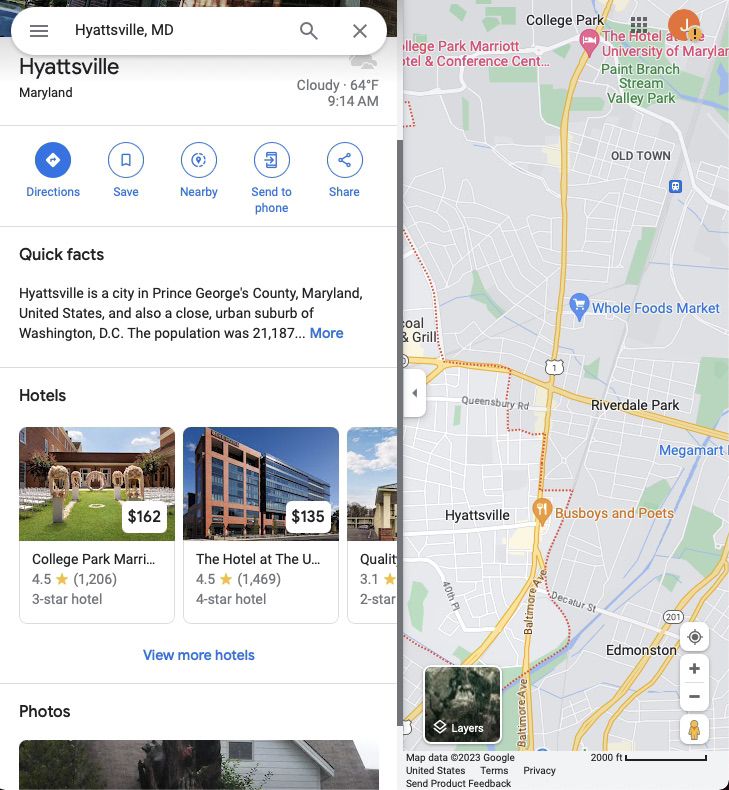 Hyattsville, MD
Hyattsville
Maryland
Cloudy · 64°F
9:14 AM
Directions
Save
Nearby
Send to
phone
Share
Quick facts
Hyattsville is a city in Prince George's County, Maryland,
United States, and also a close, urban suburb of
Washington, D.C. The population was 21,187... More
Hotels
$162
$135
College Park Marri...
4.5 (1,206)
3-star hotel
The Hotel at The U...
4.5 (1,469)
4-star hotel
Quality
3.1
2-star
View more hotels
Photos
College Park
J
The Hotel at The
University of Marylan
ollege Park Marriott
tel & Conference Cent...
Paint Branch
Stream
Valley Park
OLD TOWN
Whole Foods Market
coal
& Grill
1
Queensbury Rd
Riverdale Park
Megamart
Hyattsville
Busboys and Poets
40th Pl
Baltimore Ave
Decatur St
201
Edmonston
Baltimore Ave
Layers
Map data ©2023 Google
2000 ft
United States Terms Privacy
Send Product Feedback